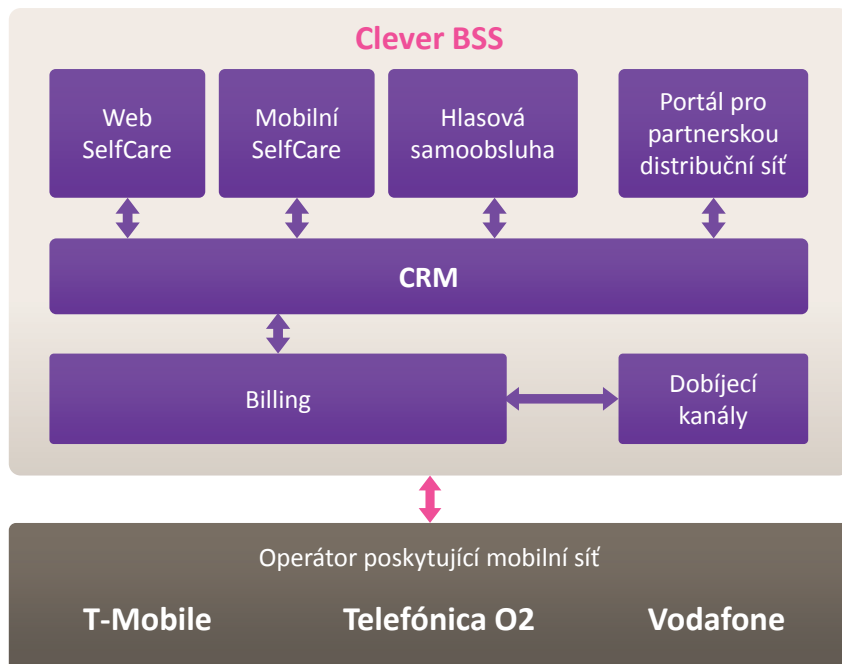 Clever BSS
Web
SelfCare
Mobilní
SelfCare
Hlasová
samoobsluha
Portál pro
partnerskou
distribuční síť
CRM
Billing
Dobíjecí
kanály
Operátor poskytující mobilní síť
T-Mobile
Telefónica O2
Vodafone